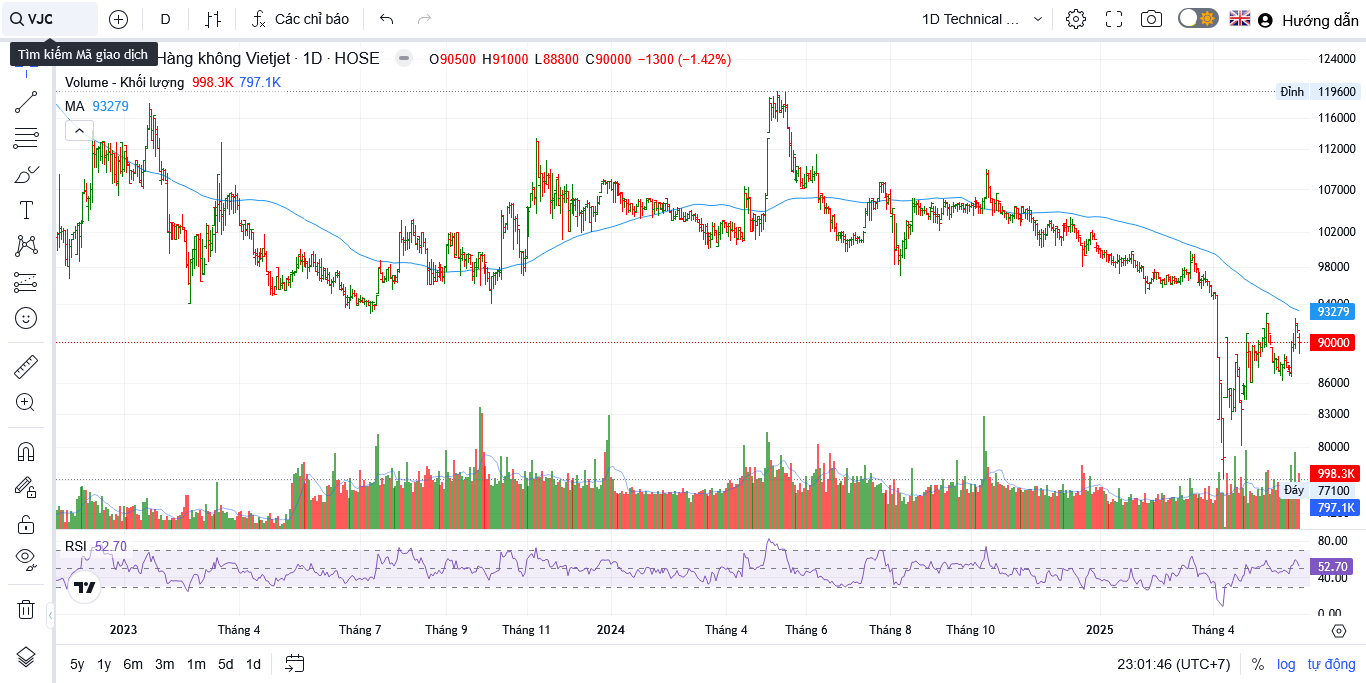 VJC
D
Các chỉ báo
1D Technical ...
Hướng dẫn
Tìm kiếm Mã giao dịch
Hàng không Vietjet · 1D · HOSE
O90500 H91000 L88800 C90000 −1300 (−1.42%)
Volume - Khối lượng 998.3K 797.1K
MA 93279
124000
Đỉnh 119600
116000
112000
107000
102000
98000
94000
93279
90000
86000
83000
80000
998.3K
Đáy 77100
797.1K
RSI 52.70
80.00
52.70
40.00
0.00
2023 Tháng 4 Tháng 7 Tháng 9 Tháng 11 2024 Tháng 4 Tháng 6 Tháng 8 Tháng 10 2025 Tháng 4
5y 1y 6m 3m 1m 5d 1d
23:01:46 (UTC+7) % log tự động